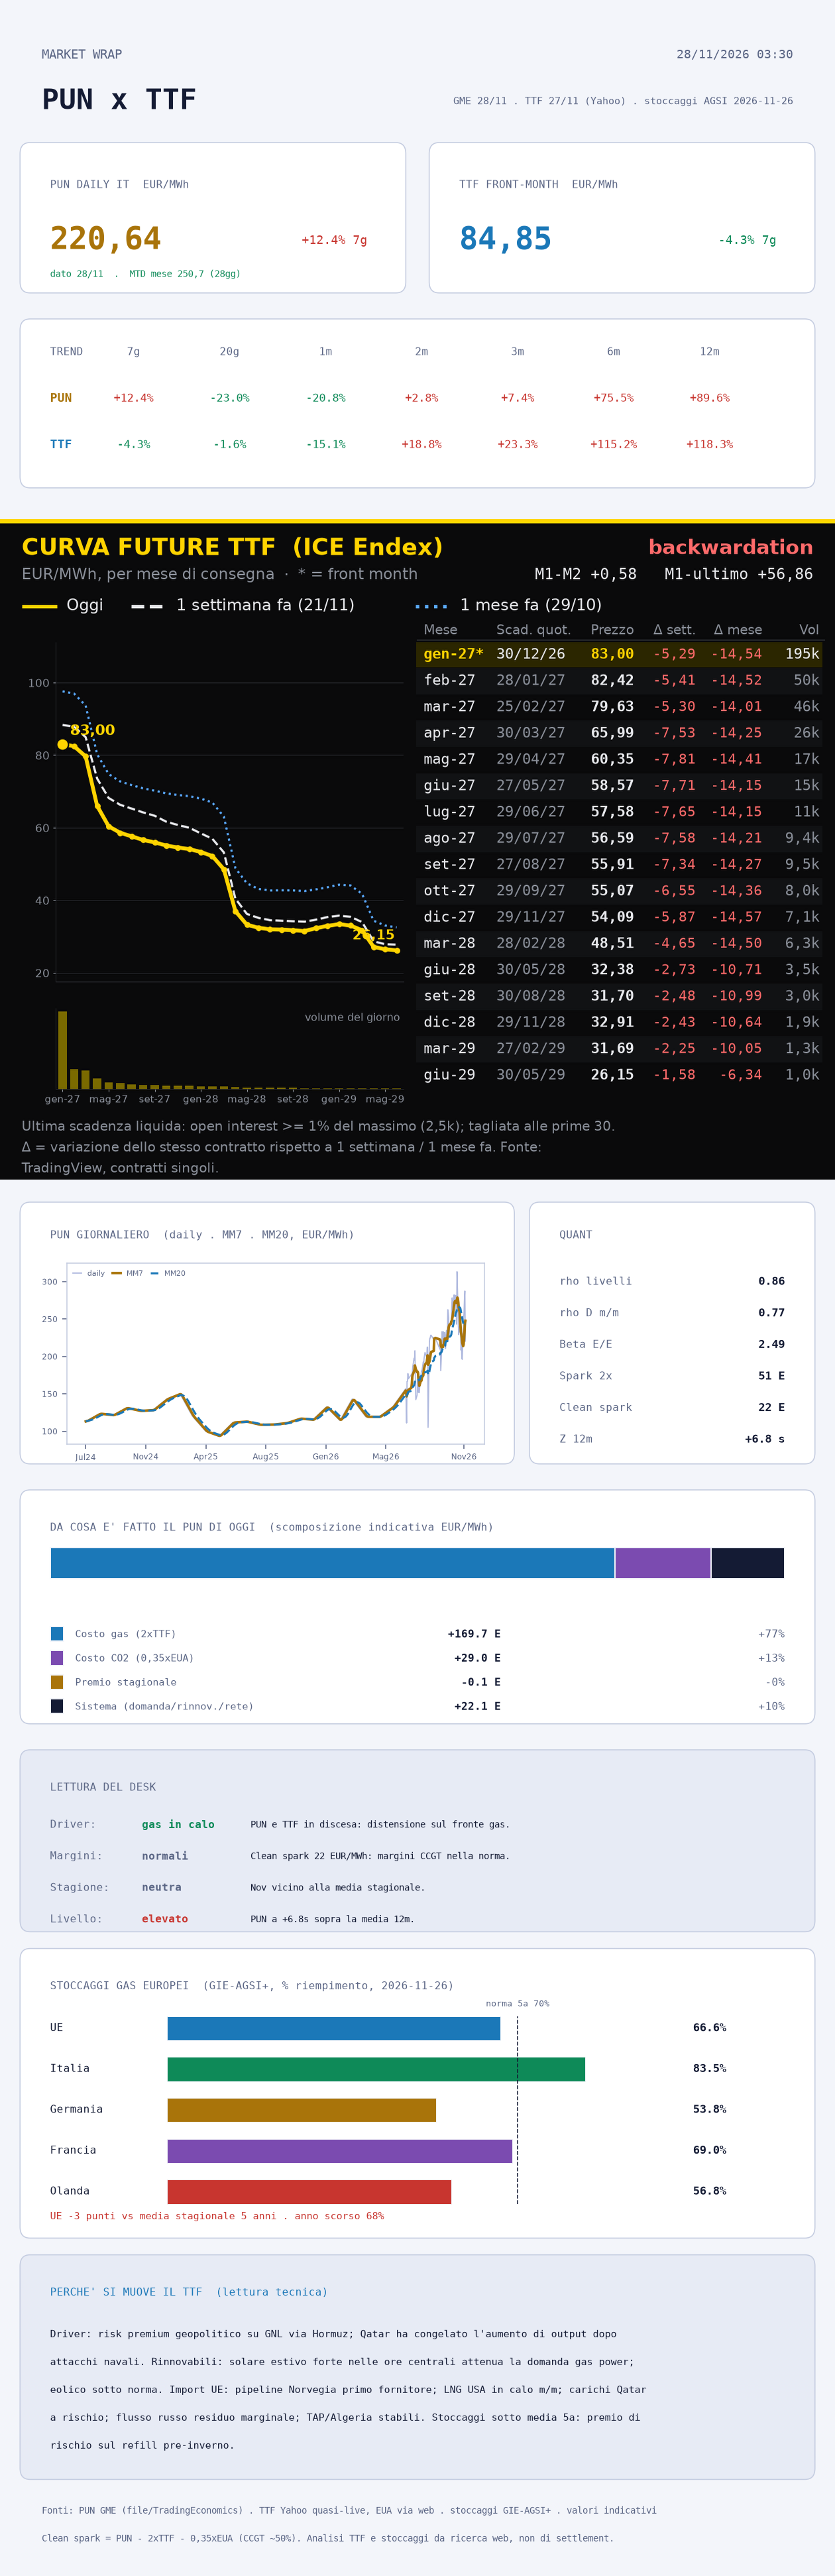 MARKET WRAP 28/11/2026 03:30
PUN x TTF GME 28/11 . TTF 27/11 (Yahoo) . stoccaggi AGSI 2026-11-26
PUN DAILY IT EUR/MWh
220,64 +12.4% 7g
dato 28/11 . MTD mese 250,7 (28gg)
TTF FRONT-MONTH EUR/MWh
84,85 -4.3% 7g
TREND 7g 20g 1m 2m 3m 6m 12m
PUN +12.4% -23.0% -20.8% +2.8% +7.4% +75.5% +89.6%
TTF -4.3% -1.6% -15.1% +18.8% +23.3% +115.2% +118.3%
CURVA FUTURE TTF (ICE Endex) backwardation
EUR/MWh, per mese di consegna · * = front month M1-M2 +0,58 M1-ultimo +56,86
Oggi 1 settimana fa (21/11) 1 mese fa (29/10)
Mese Scad. quot. Prezzo Δ sett. Δ mese Vol
gen-27* 30/12/26 83,00 -5,29 -14,54 195k
feb-27 28/01/27 82,42 -5,41 -14,52 50k
mar-27 25/02/27 79,63 -5,30 -14,01 46k
apr-27 30/03/27 65,99 -7,53 -14,25 26k
mag-27 29/04/27 60,35 -7,81 -14,41 17k
giu-27 27/05/27 58,57 -7,71 -14,15 15k
lug-27 29/06/27 57,58 -7,65 -14,15 11k
ago-27 29/07/27 56,59 -7,58 -14,21 9,4k
set-27 27/08/27 55,91 -7,34 -14,27 9,5k
ott-27 29/09/27 55,07 -6,55 -14,36 8,0k
dic-27 29/11/27 54,09 -5,87 -14,57 7,1k
mar-28 28/02/28 48,51 -4,65 -14,50 6,3k
giu-28 30/05/28 32,38 -2,73 -10,71 3,5k
set-28 30/08/28 31,70 -2,48 -10,99 3,0k
dic-28 29/11/28 32,91 -2,43 -10,64 1,9k
mar-29 27/02/29 31,69 -2,25 -10,05 1,3k
giu-29 30/05/29 26,15 -1,58 -6,34 1,0k
100
80
60
40
20
83,00
26,15
volume del giorno
gen-27 mag-27 set-27 gen-28 mag-28 set-28 gen-29 mag-29
Ultima scadenza liquida: open interest >= 1% del massimo (2,5k); tagliata alle prime 30.
Δ = variazione dello stesso contratto rispetto a 1 settimana / 1 mese fa. Fonte:
TradingView, contratti singoli.
PUN GIORNALIERO (daily . MM7 . MM20, EUR/MWh)
daily MM7 MM20
300
250
200
150
100
Jul24 Nov24 Apr25 Aug25 Gen26 Mag26 Nov26
QUANT
rho livelli 0.86
rho D m/m 0.77
Beta E/E 2.49
Spark 2x 51 E
Clean spark 22 E
Z 12m +6.8 s
DA COSA E' FATTO IL PUN DI OGGI (scomposizione indicativa EUR/MWh)
Costo gas (2xTTF) +169.7 E +77%
Costo CO2 (0,35xEUA) +29.0 E +13%
Premio stagionale -0.1 E -0%
Sistema (domanda/rinnov./rete) +22.1 E +10%
LETTURA DEL DESK
Driver: gas in calo PUN e TTF in discesa: distensione sul fronte gas.
Margini: normali Clean spark 22 EUR/MWh: margini CCGT nella norma.
Stagione: neutra Nov vicino alla media stagionale.
Livello: elevato PUN a +6.8s sopra la media 12m.
STOCCAGGI GAS EUROPEI (GIE-AGSI+, % riempimento, 2026-11-26)
norma 5a 70%
UE 66.6%
Italia 83.5%
Germania 53.8%
Francia 69.0%
Olanda 56.8%
UE -3 punti vs media stagionale 5 anni . anno scorso 68%
PERCHE' SI MUOVE IL TTF (lettura tecnica)
Driver: risk premium geopolitico su GNL via Hormuz; Qatar ha congelato l'aumento di output dopo
attacchi navali. Rinnovabili: solare estivo forte nelle ore centrali attenua la domanda gas power;
eolico sotto norma. Import UE: pipeline Norvegia primo fornitore; LNG USA in calo m/m; carichi Qatar
a rischio; flusso russo residuo marginale; TAP/Algeria stabili. Stoccaggi sotto media 5a: premio di
rischio sul refill pre-inverno.
Fonti: PUN GME (file/TradingEconomics) . TTF Yahoo quasi-live, EUA via web . stoccaggi GIE-AGSI+ . valori indicativi
Clean spark = PUN - 2xTTF - 0,35xEUA (CCGT ~50%). Analisi TTF e stoccaggi da ricerca web, non di settlement.